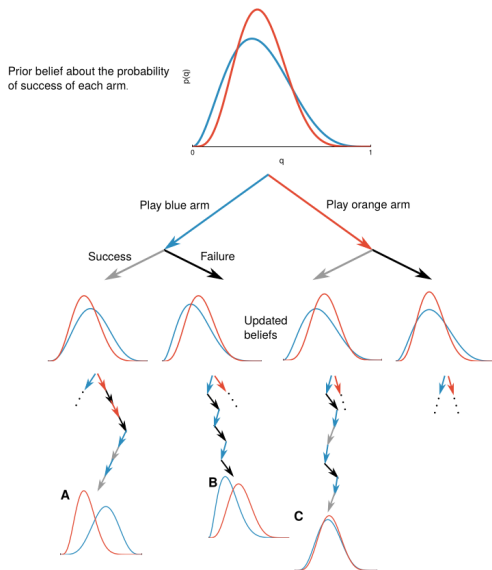 Prior belief about the probability
of success of each arm.
p(q)
0
1
q
Play blue arm
Play orange arm
Success
Failure
Updated
beliefs
A
B
C